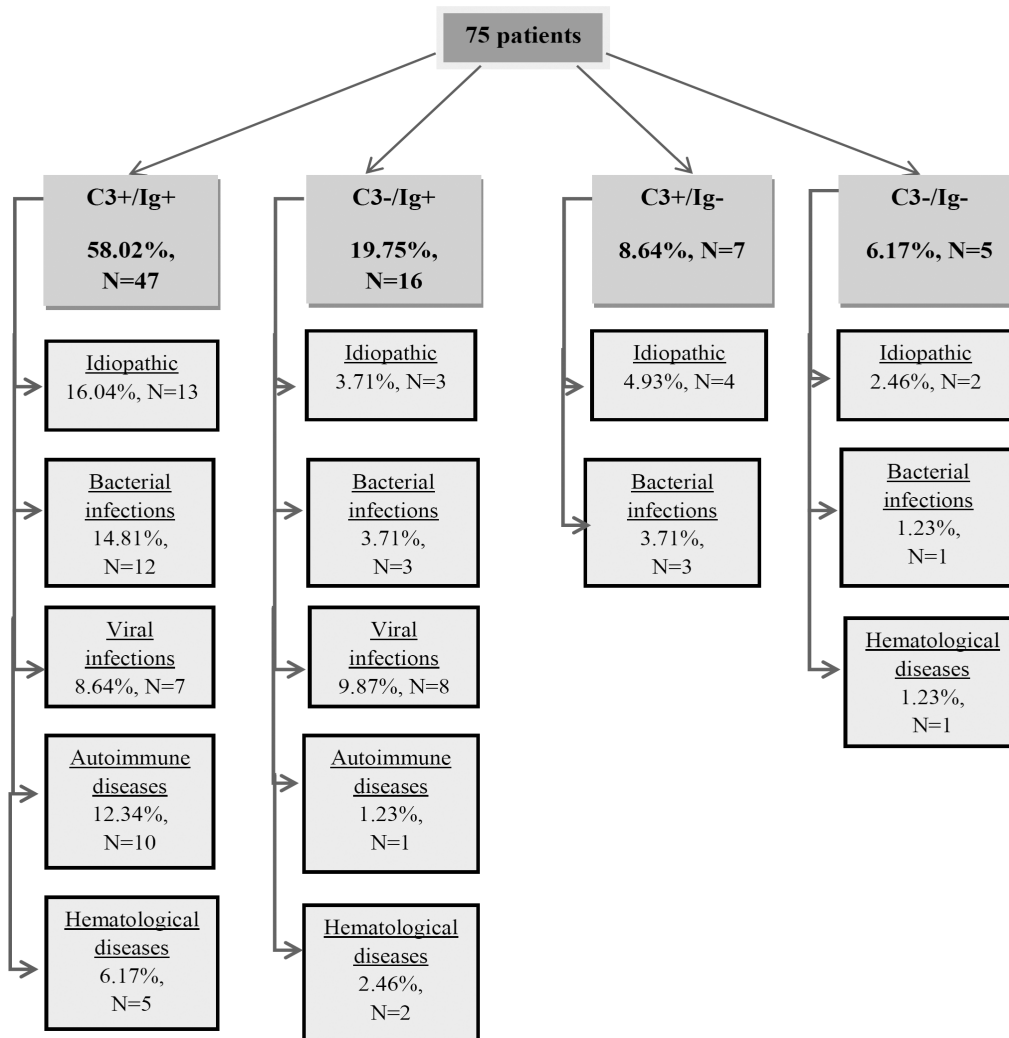 75 patients
C3+/Ig+
58.02%,
N=47
Idiopathic
16.04%, N=13
Bacterial
infections
14.81%,
N=12
Viral
infections
8.64%, N=7
Autoimmune
diseases
12.34%,
N=10
Hematological
diseases
6.17%,
N=5
C3-/Ig+
19.75%,
N=16
Idiopathic
3.71%, N=3
Bacterial
infections
3.71%,
N=3
Viral
infections
9.87%, N=8
Autoimmune
diseases
1.23%,
N=1
Hematological
diseases
2.46%,
N=2
C3+/Ig-
8.64%, N=7
Idiopathic
4.93%, N=4
Bacterial
infections
3.71%,
N=3
C3-/Ig-
6.17%, N=5
Idiopathic
2.46%, N=2
Bacterial
infections
1.23%,
N=1
Hematological
diseases
1.23%,
N=1